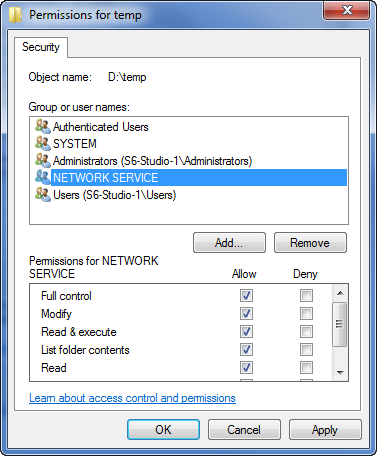 Permissions for temp
Security
Object name: D:\temp
Group or user names:
Authenticated Users
SYSTEM
Administrators (S6-Studio-1\Administrators)
NETWORK SERVICE
Users (S6-Studio-1\Users)
Add... Remove
Permissions for NETWORK
SERVICE Allow Deny
Full control
Modify
Read & execute
List folder contents
Read
Learn about access control and permissions
OK Cancel Apply